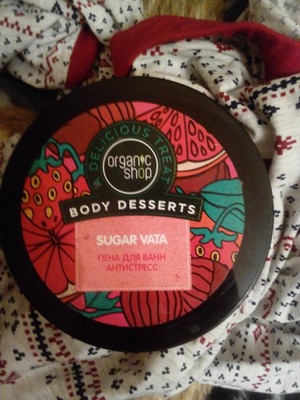 A DELICIOUS TREAT
organic
shop
BODY DESSERTS
SUGAR VATA
ПЕНА ДЛЯ ВАНН
АНТИСТРЕСС